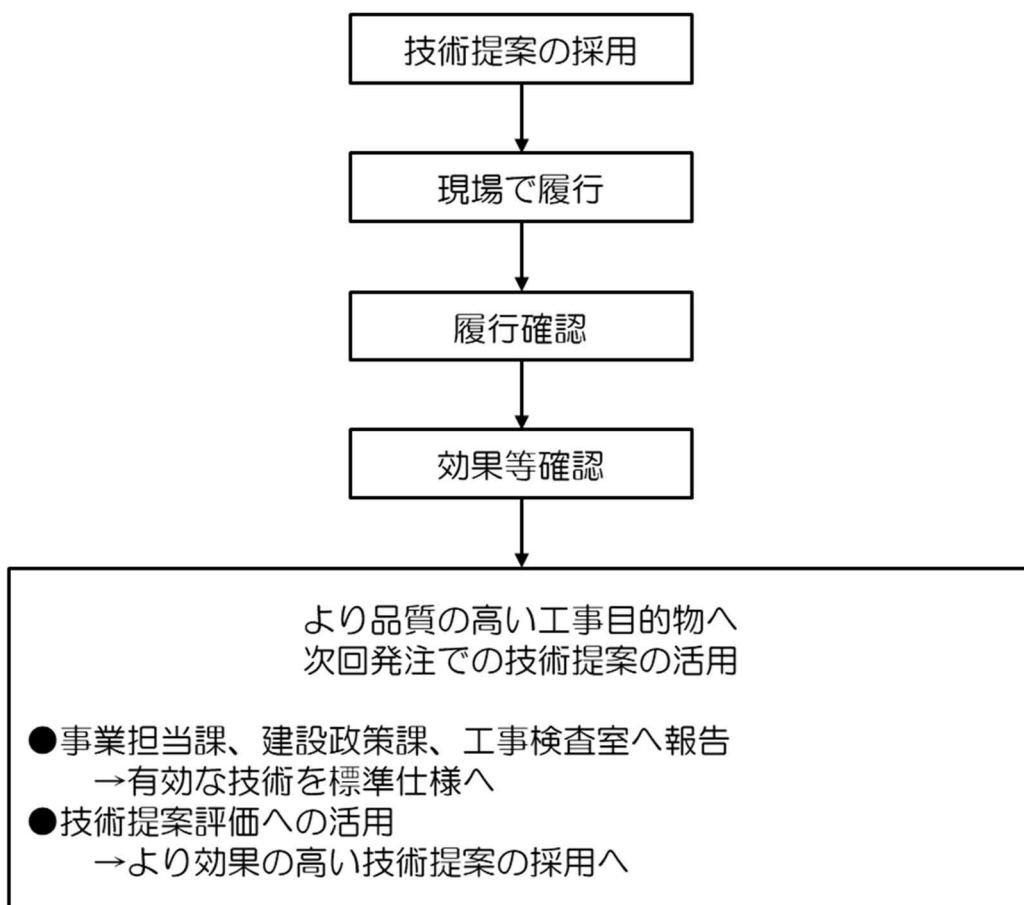 技術提案の採用
現場で履行
履行確認
効果等確認
より品質の高い工事目的物へ
次回発注での技術提案の活用
●事業担当課、建設政策課、工事検査室へ報告
→有効な技術を標準仕様へ
●技術提案評価への活用
→より効果の高い技術提案の採用へ